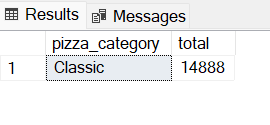 Results Messages
pizza_category total
1 Classic 14888